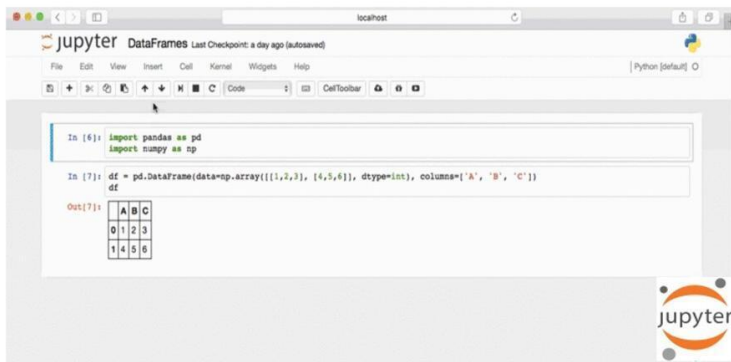 localhost
jupyter DataFrames Last Checkpoint: a day ago (autosaved)
File Edit View Insert Cell Kernel Widgets Help Python [default] O
Code CellToolbar
In [6]: import pandas as pd
import numpy as np
In [7]: df = pd.DataFrame(data=np.array([[1,2,3], [4,5,6]], dtype=int), columns=['A', 'B', 'C'])
df
Out[7]:
A B C
0 1 2 3
1 4 5 6
jupyter